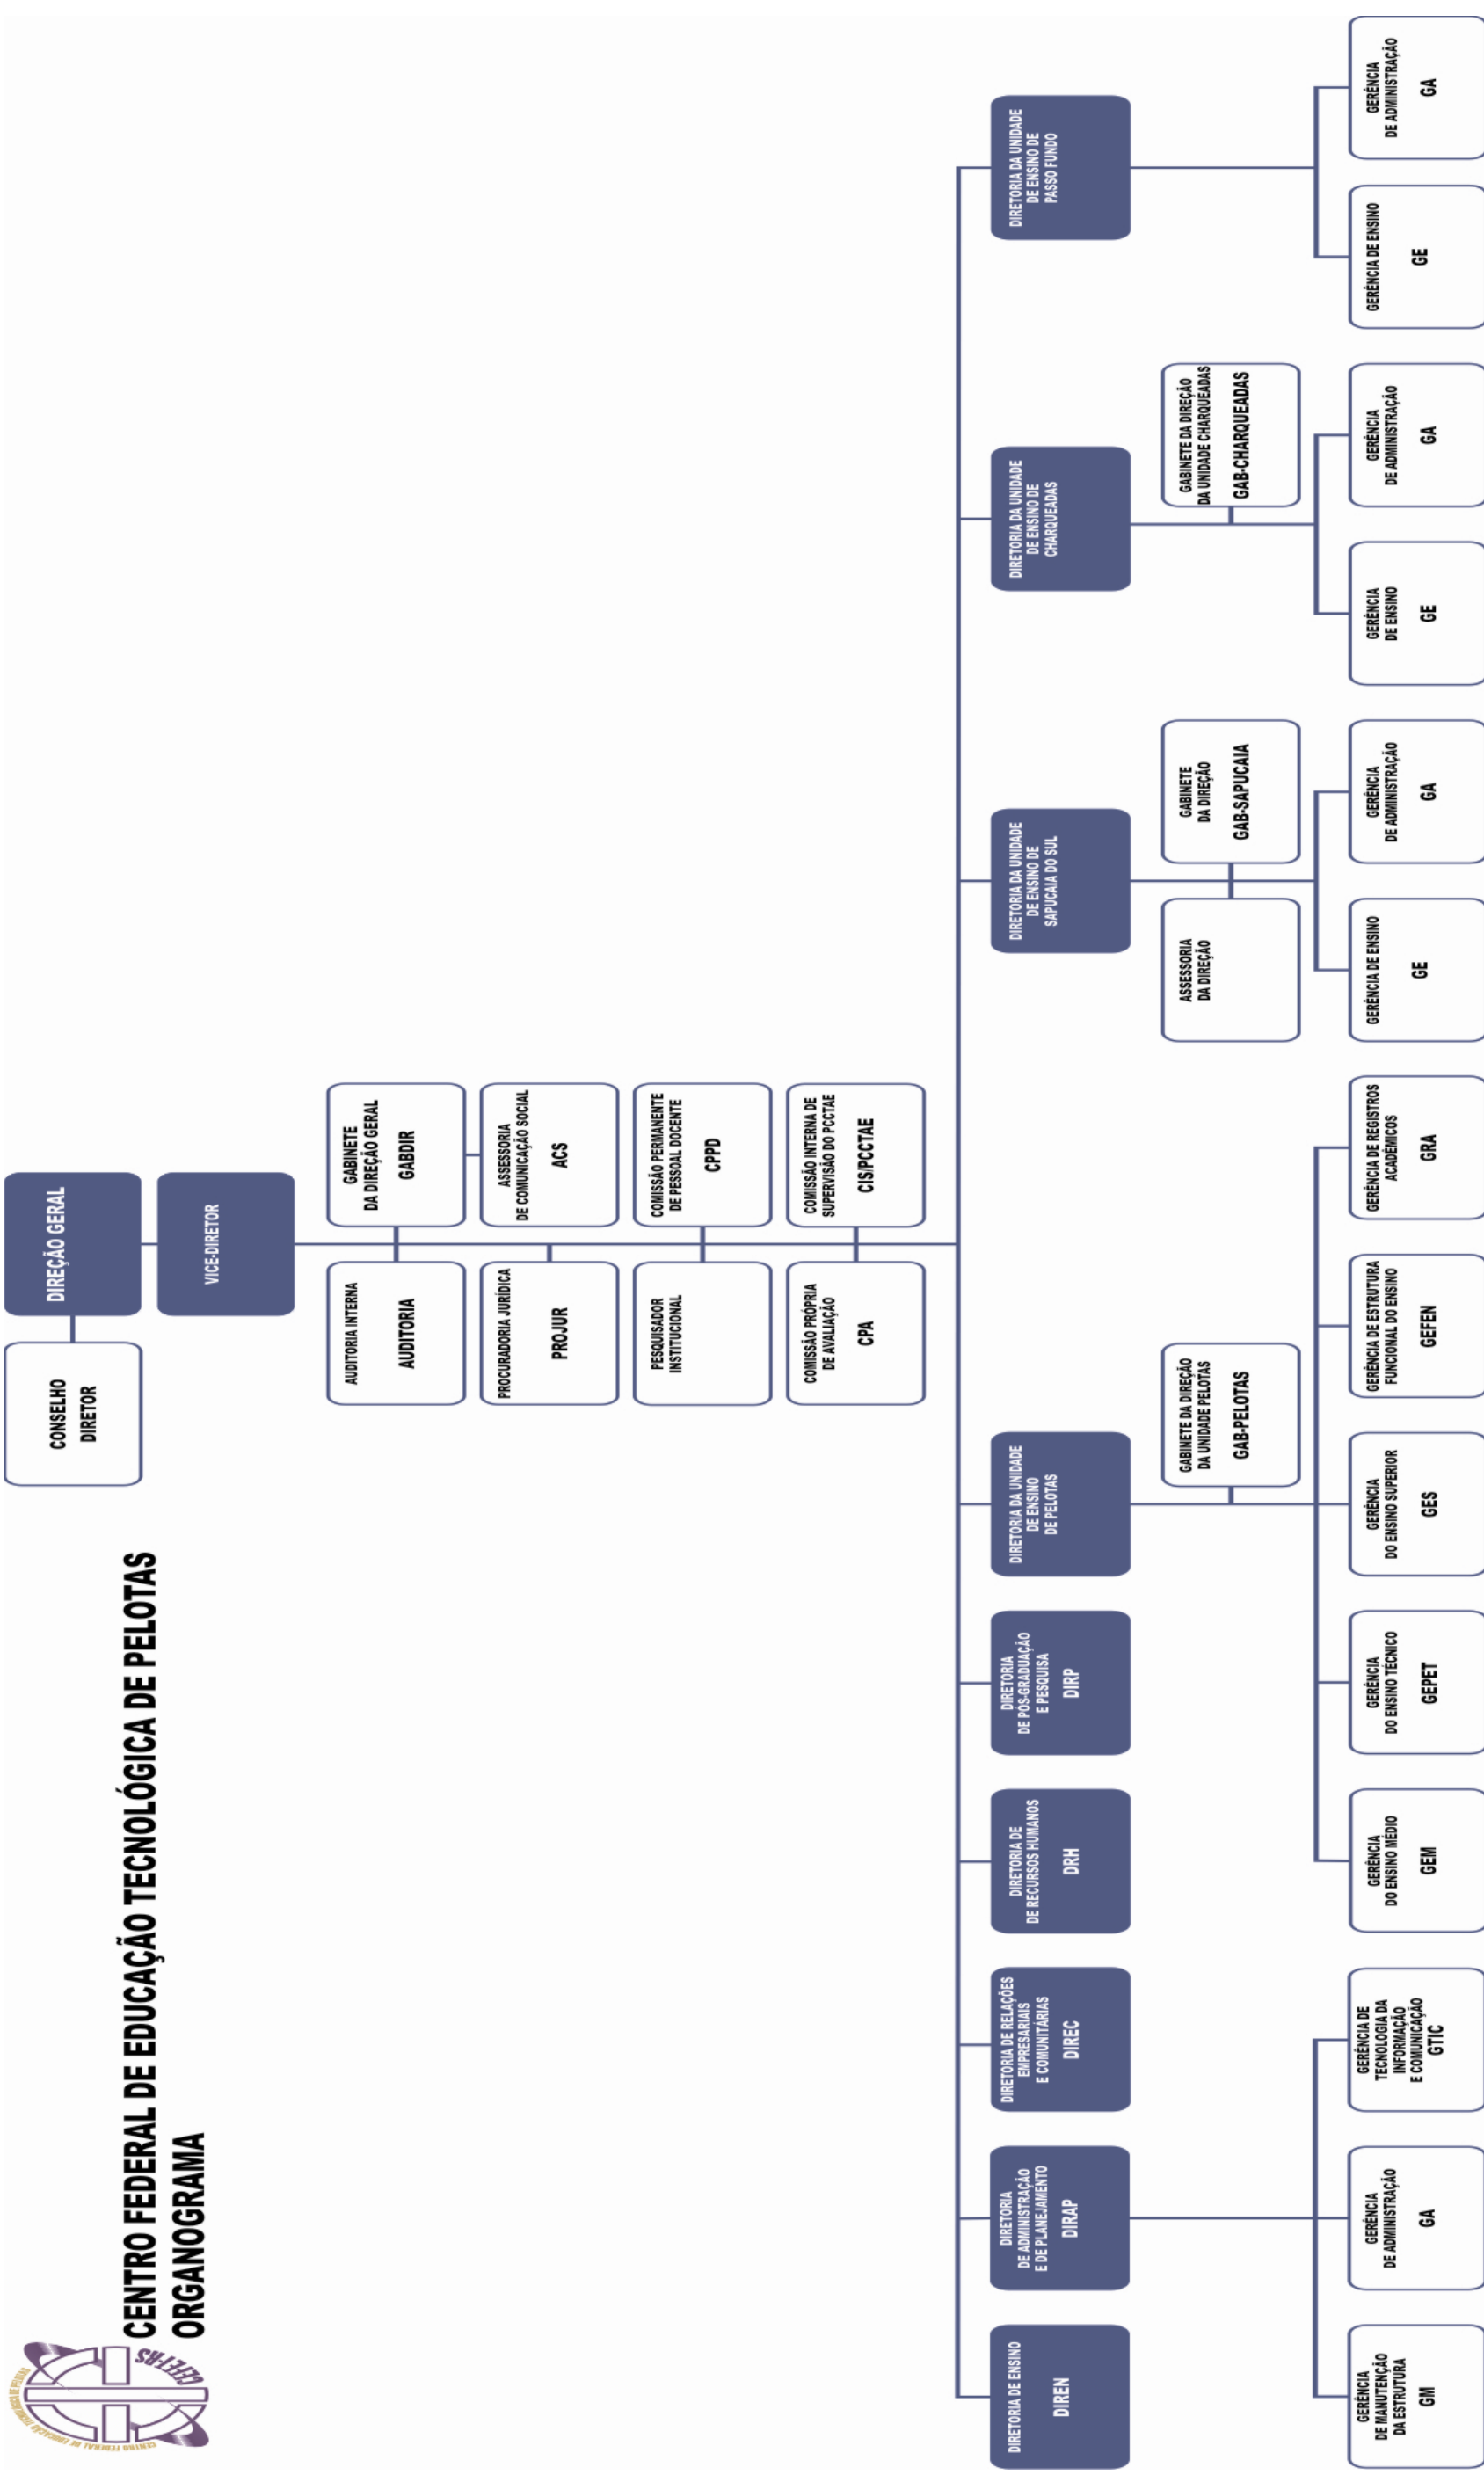 CENTRO FEDERAL DE EDUCAÇÃO TECNOLÓGICA DE PELOTAS
CEFET-RS
CENTRO FEDERAL DE EDUCAÇÃO TECNOLÓGICA DE PELOTAS
ORGANOGRAMA
CONSELHO
DIRETOR
DIREÇÃO GERAL
VICE-DIRETOR
AUDITORIA INTERNA
AUDITORIA
GABINETE
DA DIREÇÃO GERAL
GABDIR
PROCURADORIA JURÍDICA
PROJUR
ASSESSORIA
DE COMUNICAÇÃO SOCIAL
ACS
PESQUISADOR
INSTITUCIONAL
COMISSÃO PERMANENTE
DE PESSOAL DOCENTE
CPPD
COMISSÃO PRÓPRIA
DE AVALIAÇÃO
CPA
COMISSÃO INTERNA DE
SUPERVISÃO DO PCCTAE
CIS/PCCTAE
DIRETORIA DE ENSINO
DIREN
DIRETORIA
DE ADMINISTRAÇÃO
E DE PLANEJAMENTO
DIRAP
DIRETORIA DE RELAÇÕES
EMPRESARIAIS
E COMUNITÁRIAS
DIREC
DIRETORIA DE
DE RECURSOS HUMANOS
DRH
DIRETORIA
DE PÓS-GRADUAÇÃO
E PESQUISA
DIRP
DIRETORIA DA UNIDADE
DE ENSINO
DE PELOTAS
DIRETORIA DA UNIDADE
DE ENSINO DE
SAPUCAIA DO SUL
DIRETORIA DA UNIDADE
DE ENSINO DE
CHARQUEADAS
DIRETORIA DA UNIDADE
DE ENSINO DE
PASSO FUNDO
GABINETE DA DIREÇÃO
DA UNIDADE PELOTAS
GAB-PELOTAS
ASSESSORIA
DA DIREÇÃO
GABINETE
DA DIREÇÃO
GAB-SAPUCAIA
GABINETE DA DIREÇÃO
DA UNIDADE CHARQUEADAS
GAB-CHARQUEADAS
GERÊNCIA
DE MANUTENÇÃO
DA ESTRUTURA
GM
GERÊNCIA
DE ADMINISTRAÇÃO
GA
GERÊNCIA DE
TECNOLOGIA DA
INFORMAÇÃO
E COMUNICAÇÃO
GTIC
GERÊNCIA
DO ENSINO MÉDIO
GEM
GERÊNCIA
DO ENSINO TÉCNICO
GEPET
GERÊNCIA
DO ENSINO SUPERIOR
GES
GERÊNCIA DE ESTRUTURA
FUNCIONAL DO ENSINO
GEFEN
GERÊNCIA DE REGISTROS
ACADÊMICOS
GRA
GERÊNCIA DE ENSINO
GE
GERÊNCIA
DE ADMINISTRAÇÃO
GA
GERÊNCIA
DE ENSINO
GE
GERÊNCIA
DE ADMINISTRAÇÃO
GA
GERÊNCIA DE ENSINO
GE
GERÊNCIA
DE ADMINISTRAÇÃO
GA